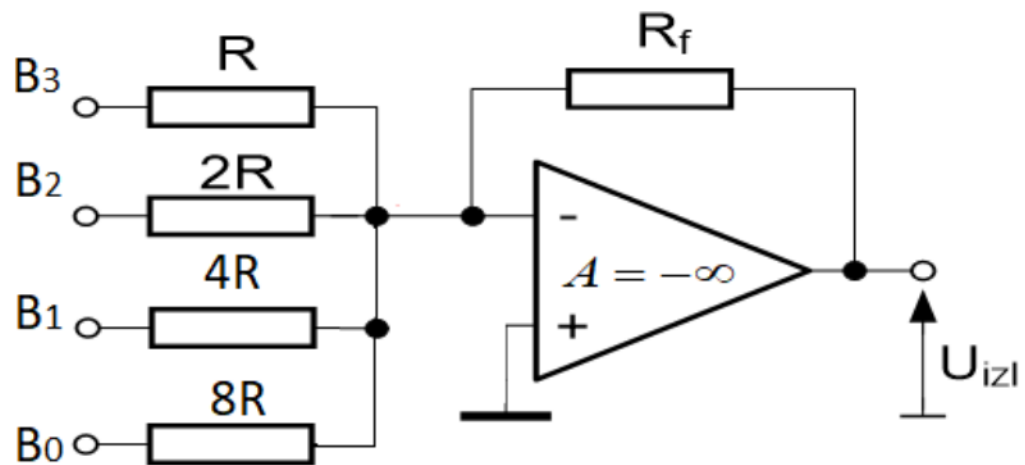 B3
R
Rf
B2
2R
-
A = -∞
4R
B1
+
Uizl
8R
B0